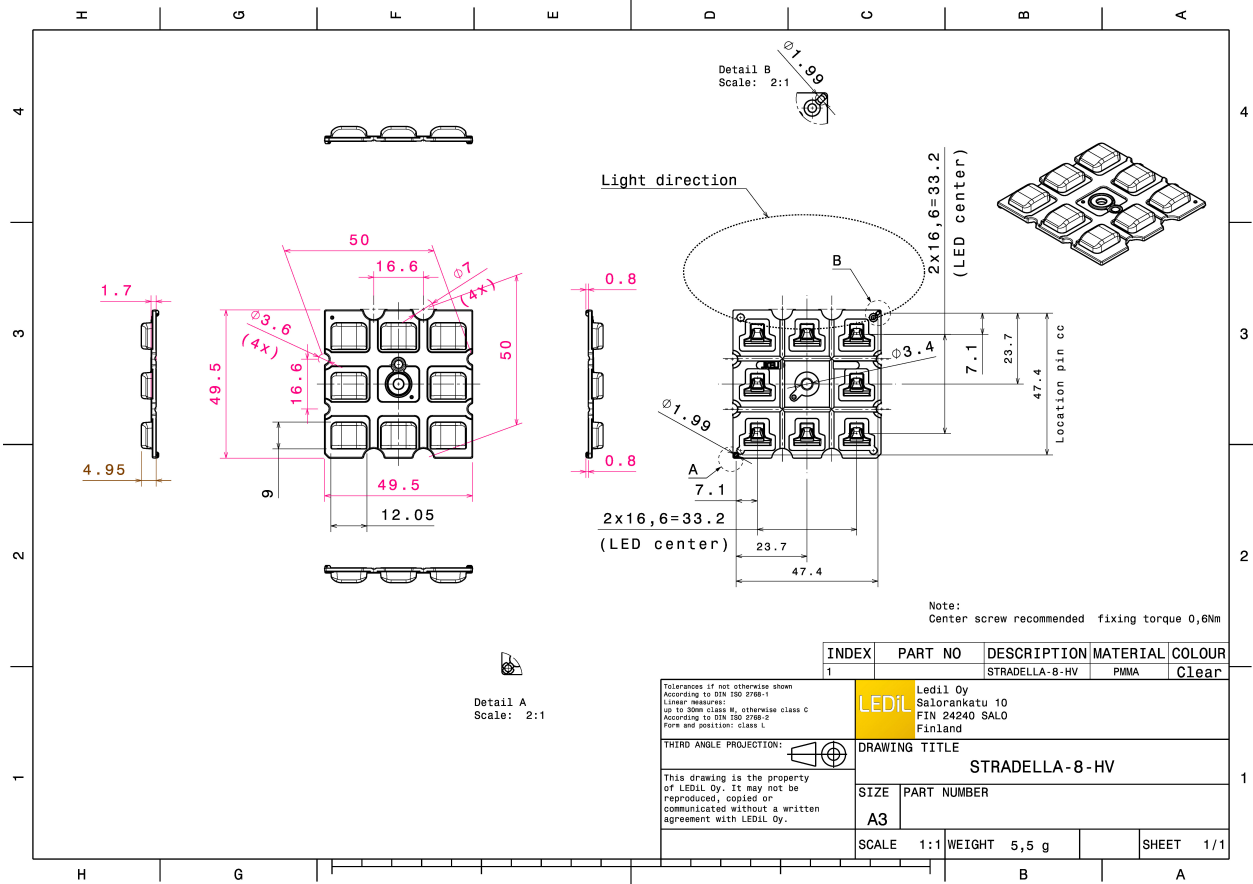 H G F E D C B A
4
4
Detail B
Scale: 2:1
Ø1.99
Light direction
2x16,6=33.2
(LED center)
B
50
16.6
Ø7
(4x)
0.8
1.7
Ø3.6
(4x)
3
3
49.5
16.6
50
Ø3.4
7.1
23.7
47.4
Location pin cc
Ø1.99
A
4.95
9
49.5
0.8
7.1
12.05
2x16,6=33.2
(LED center)
23.7
47.4
2
2
Note:
Center screw recommended fixing torque 0,6Nm
Detail A
Scale: 2:1
INDEX PART NO DESCRIPTION MATERIAL COLOUR
1 STRADELLA-8-HV PMMA Clear
Tolerances if not otherwise shown
According to DIN ISO 2768-1
Linear measures:
up to 30mm class M, otherwise class C
According to DIN ISO 2768-2
Form and position: class L
LEDiL
Ledil Oy
Salorankatu 10
FIN 24240 SALO
Finland
THIRD ANGLE PROJECTION:
DRAWING TITLE
STRADELLA-8-HV
This drawing is the property
of LEDiL Oy. It may not be
reproduced, copied or
communicated without a written
agreement with LEDiL Oy.
SIZE
A3
PART NUMBER
SCALE 1:1 WEIGHT 5,5 g SHEET 1/1
1
1
H G B A